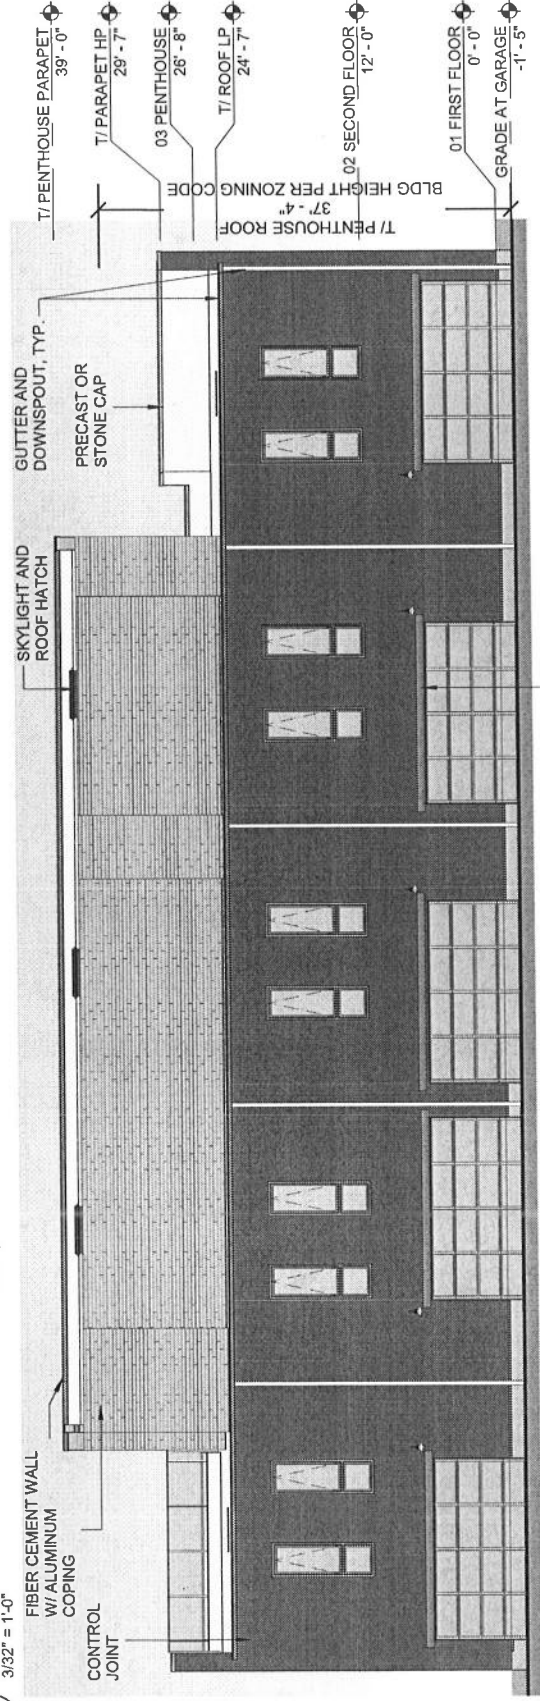 3/32" = 1'-0"
FIBER CEMENT WALL
W/ ALUMINUM
COPING
CONTROL
JOINT
SKYLIGHT AND
ROOF HATCH
GUTTER AND
DOWNSPOUT, TYP.
PRECAST OR
STONE CAP
T/ PENTHOUSE PARAPET
39' - 0"
T/ PARAPET HP
29' - 7"
03 PENTHOUSE
26' - 8"
T/ ROOF LP
24' - 7"
02 SECOND FLOOR
12' - 0"
01 FIRST FLOOR
0' - 0"
GRADE AT GARAGE
-1' - 5"
T/ PENTHOUSE ROOF
37' - 4"
BLDG HEIGHT PER ZONING CODE